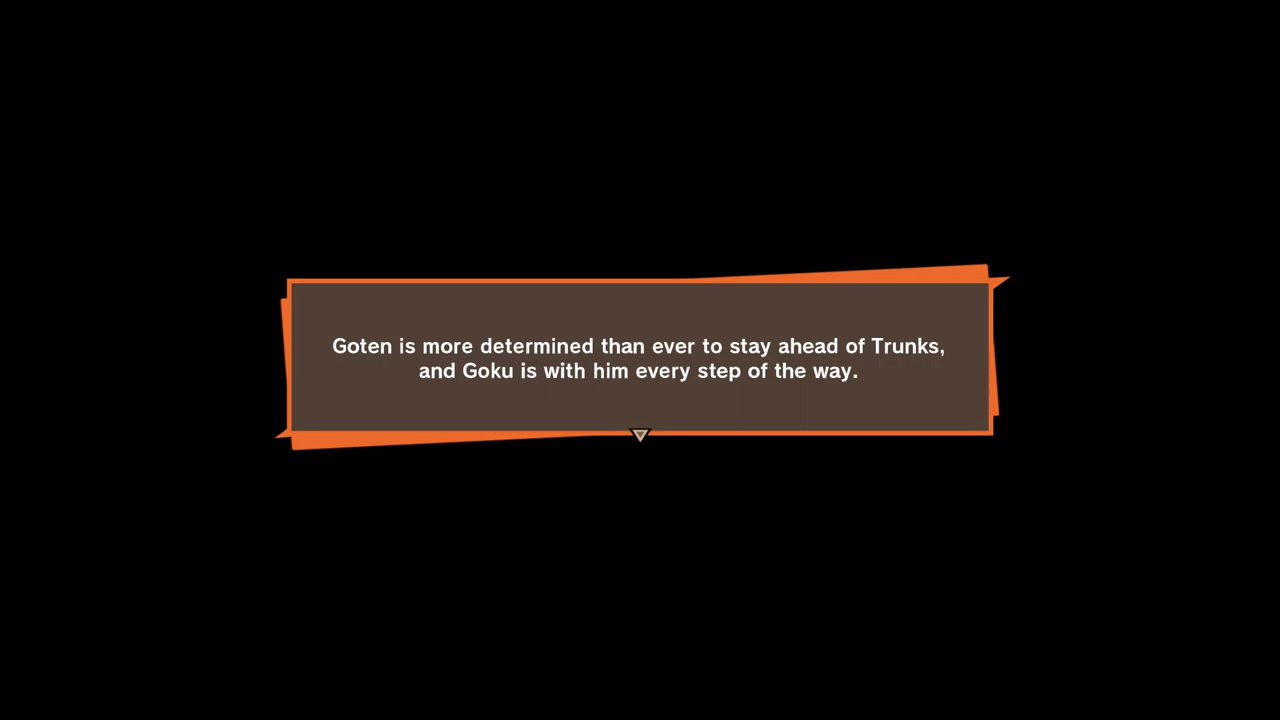 Goten is more determined than ever to stay ahead of Trunks,
and Goku is with him every step of the way.